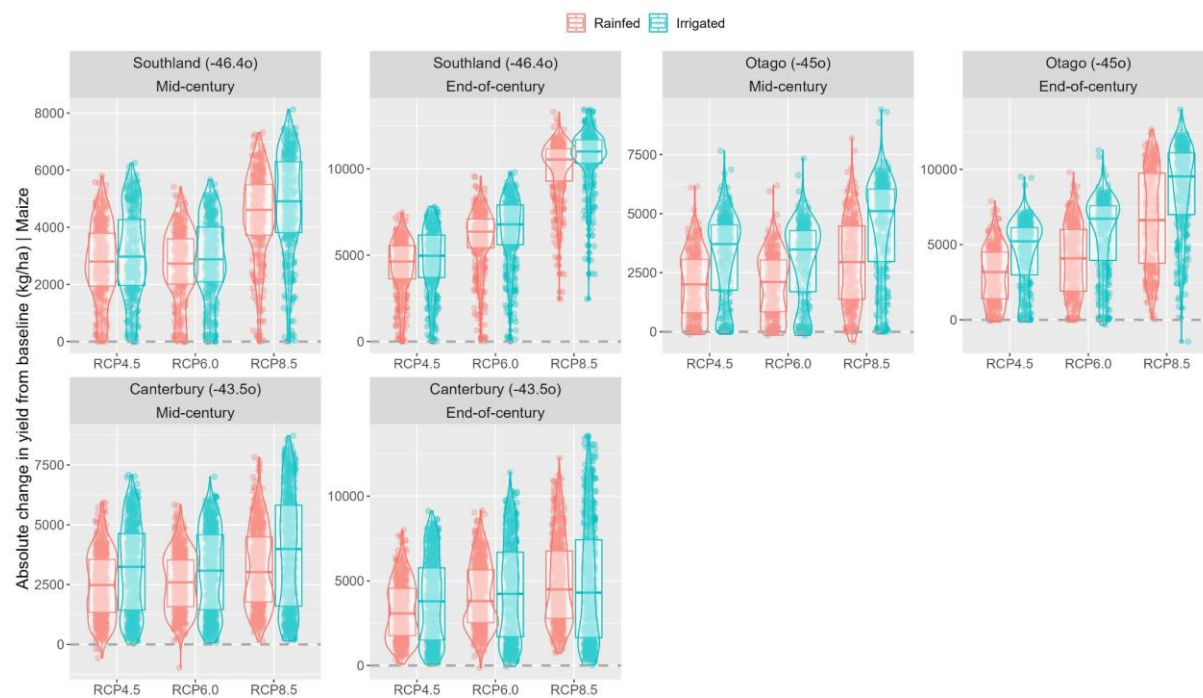 Rainfed Irrigated
Southland (-46.4o)
Mid-century
Southland (-46.4o)
End-of-century
Otago (-45o)
Mid-century
Otago (-45o)
End-of-century
8000
6000
4000
2000
0
10000
5000
0
7500
5000
2500
0
10000
5000
0
RCP4.5 RCP6.0 RCP8.5
RCP4.5 RCP6.0 RCP8.5
RCP4.5 RCP6.0 RCP8.5
RCP4.5 RCP6.0 RCP8.5
Canterbury (-43.5o)
Mid-century
Canterbury (-43.5o)
End-of-century
7500
5000
2500
0
10000
5000
0
RCP4.5 RCP6.0 RCP8.5
RCP4.5 RCP6.0 RCP8.5
Absolute change in yield from baseline (kg/ha) | Maize